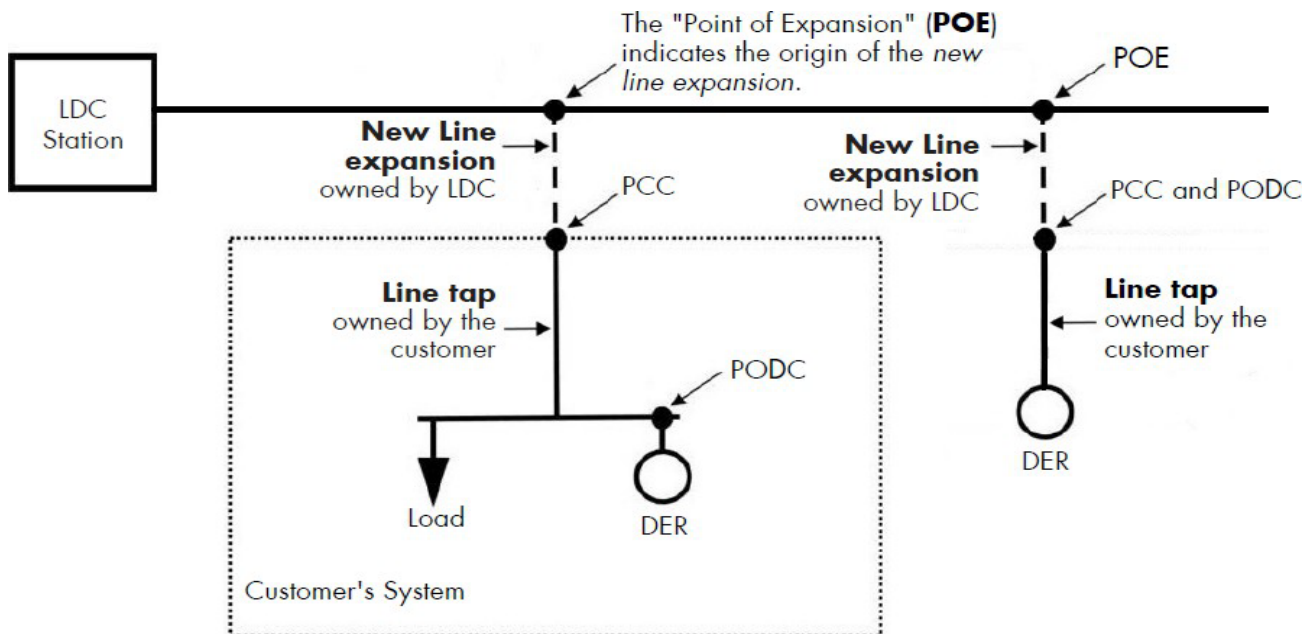 The "Point of Expansion" (POE)
indicates the origin of the new
line expansion.
POE
LDC
Station
New Line
expansion
owned by LDC
New Line
expansion
owned by LDC
PCC
PCC and PODC
Line tap
owned by the
customer
Line tap
owned by the
customer
PODC
Load
DER
DER
Customer's System